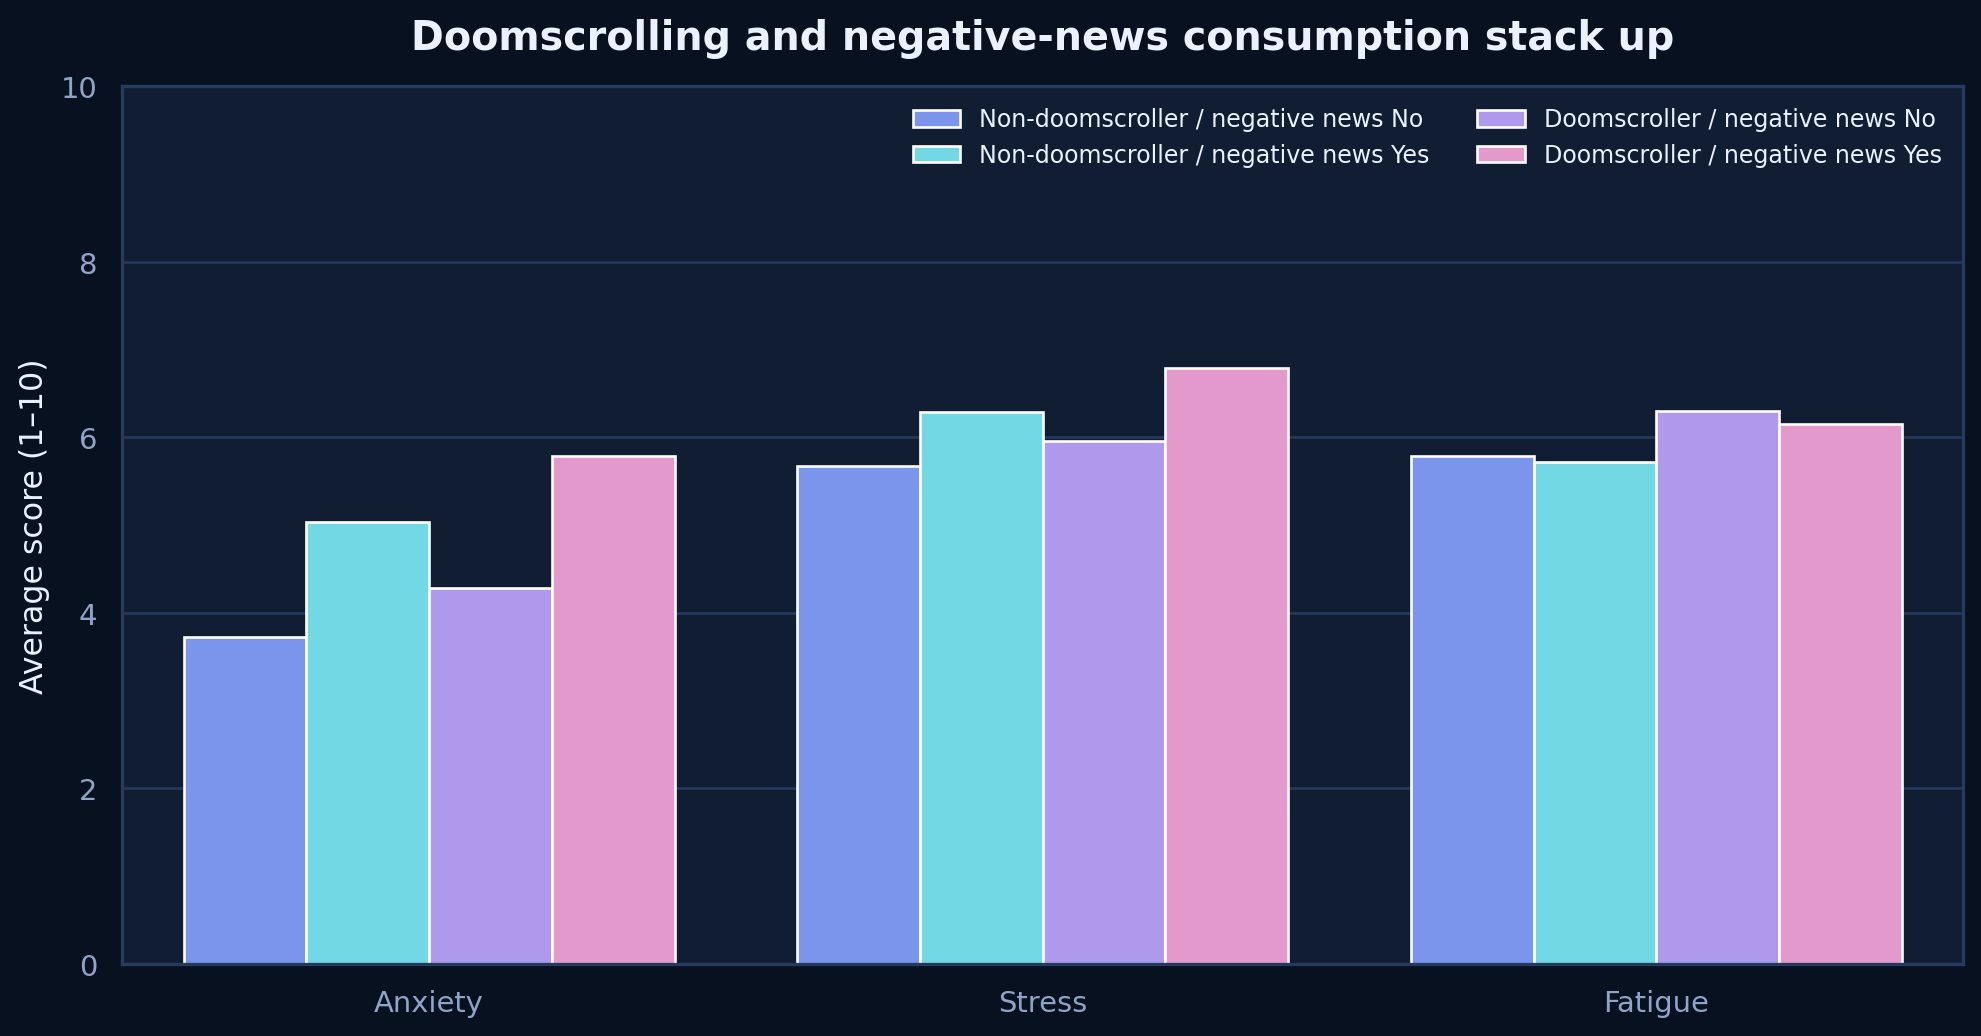 Doomscrolling and negative-news consumption stack up
Non-doomscroller / negative news No
Non-doomscroller / negative news Yes
Doomscroller / negative news No
Doomscroller / negative news Yes
Average score (1–10)
10
8
6
4
2
0
Anxiety
Stress
Fatigue